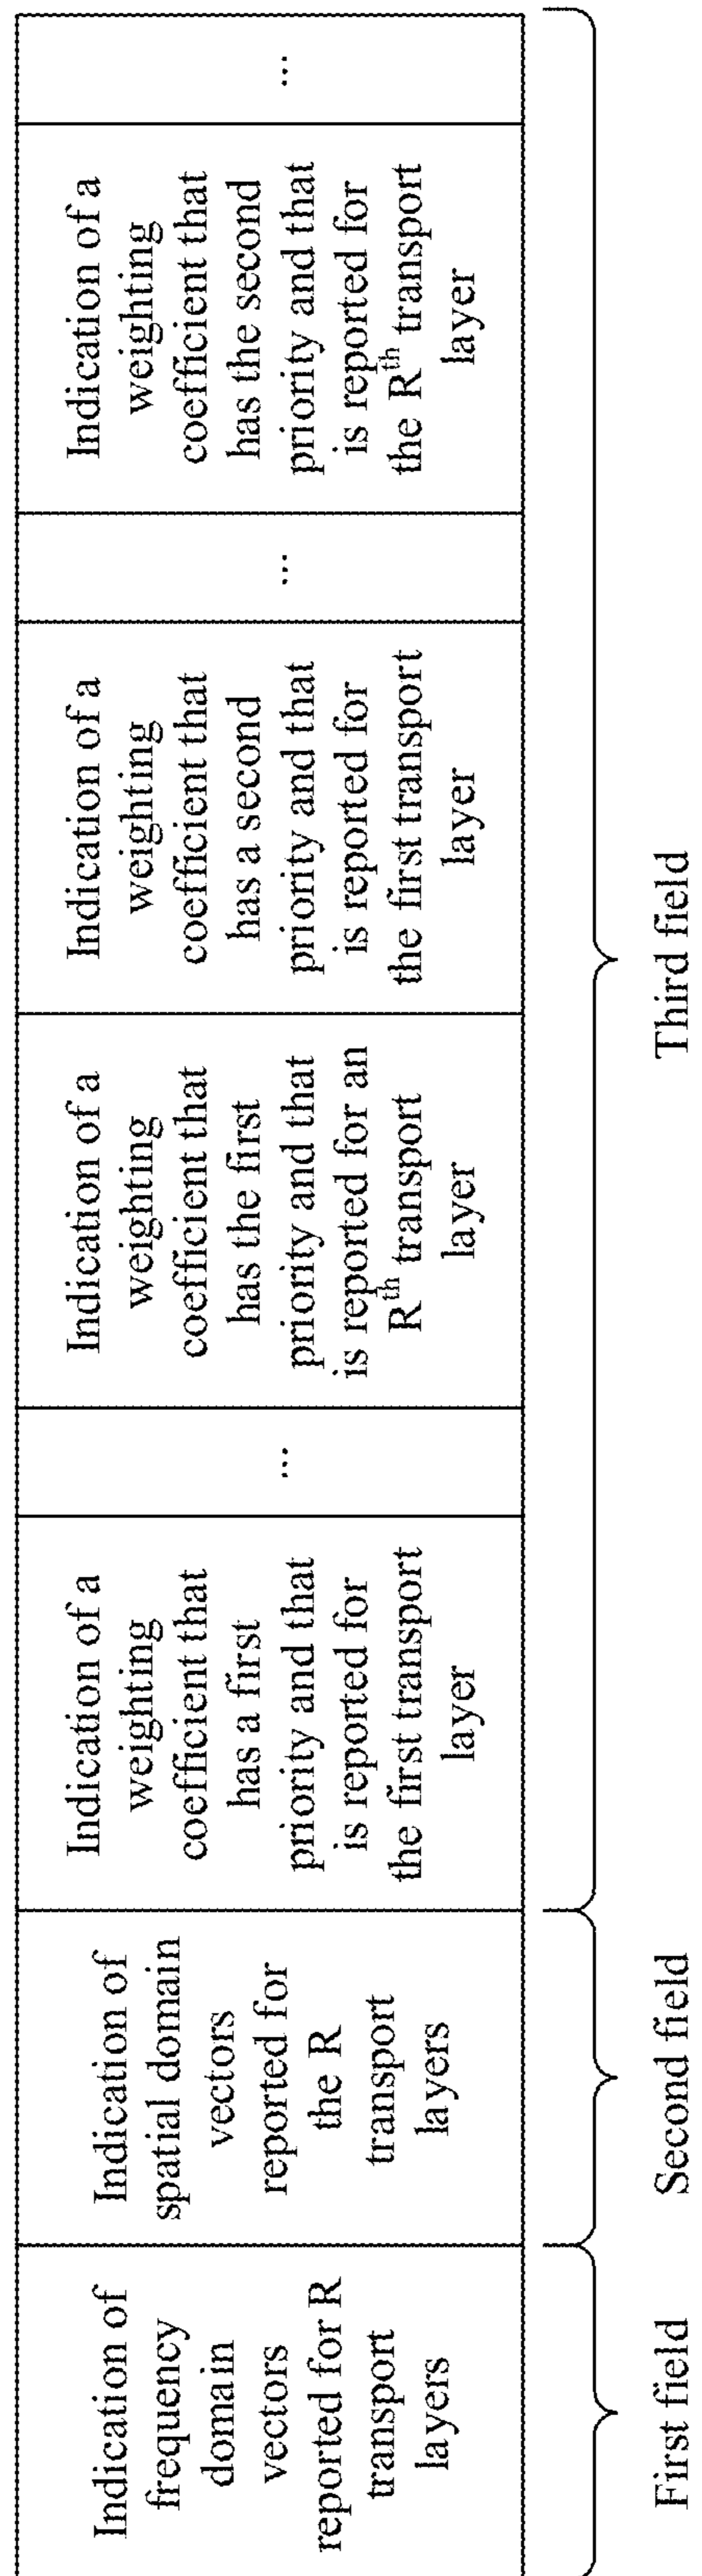 Indication of
frequency
domain
vectors
reported for R
transport
layers
Indication of
spatial domain
vectors
reported for
the R
transport
layers
Indication of a
weighting
coefficient that
has a first
priority and that
is reported for
the first transport
layer
...
Indication of a
weighting
coefficient that
has the first
priority and that
is reported for an
Rth transport
layer
Indication of a
weighting
coefficient that
has a second
priority and that
is reported for
the first transport
layer
...
Indication of a
weighting
coefficient that
has the second
priority and that
is reported for
the Rth transport
layer
...
First field
Second field
Third field